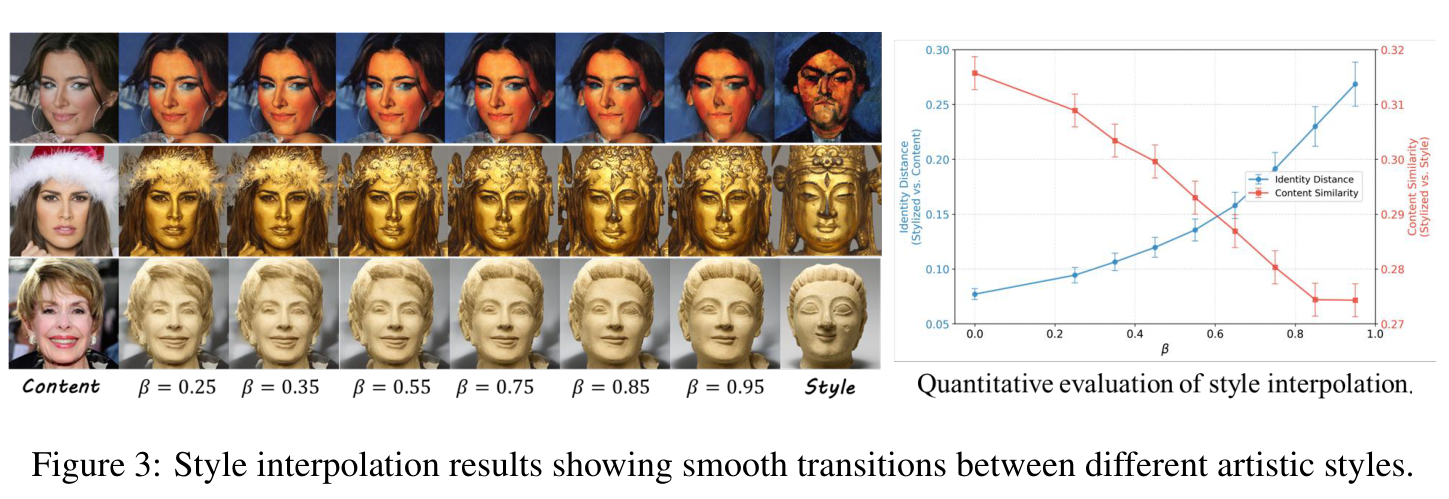 Content
β = 0.25
β = 0.35
β = 0.55
β = 0.75
β = 0.85
β = 0.95
Style
0.30
0.25
0.20
0.15
0.10
0.05
Identity Distance
(Stylized vs. Content)
0.32
0.31
0.30
0.29
0.28
0.27
Content Similarity
(Stylized vs. Style)
Identity Distance
Content Similarity
0.0
0.2
0.4
0.6
0.8
1.0
β
Quantitative evaluation of style interpolation.
Figure 3: Style interpolation results showing smooth transitions between different artistic styles.